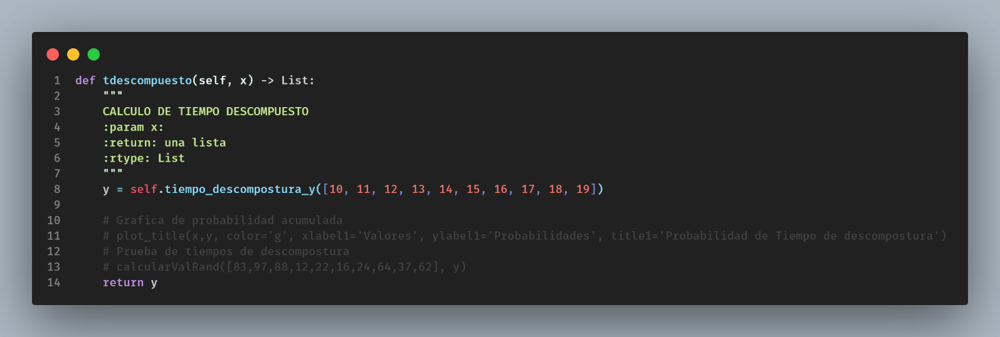 1 def tdescompuesto(self, x) -> List:
2 """
3 CALCULO DE TIEMPO DESCOMPUESTO
4 :param x:
5 :return: una lista
6 :rtype: List
7 """
8 y = self.tiempo_descompostura_y([10, 11, 12, 13, 14, 15, 16, 17, 18, 19])
9
10 # Grafica de probabilidad acumulada
11 # plot_title(x,y, color='g', xlabel1='Valores', ylabel1='Probabilidades', title1='Probabilidad de Tiempo de descompostura')
12 # Prueba de tiempos de descompostura
13 # calcularValRand([83,97,88,12,22,16,24,64,37,62], y)
14 return y